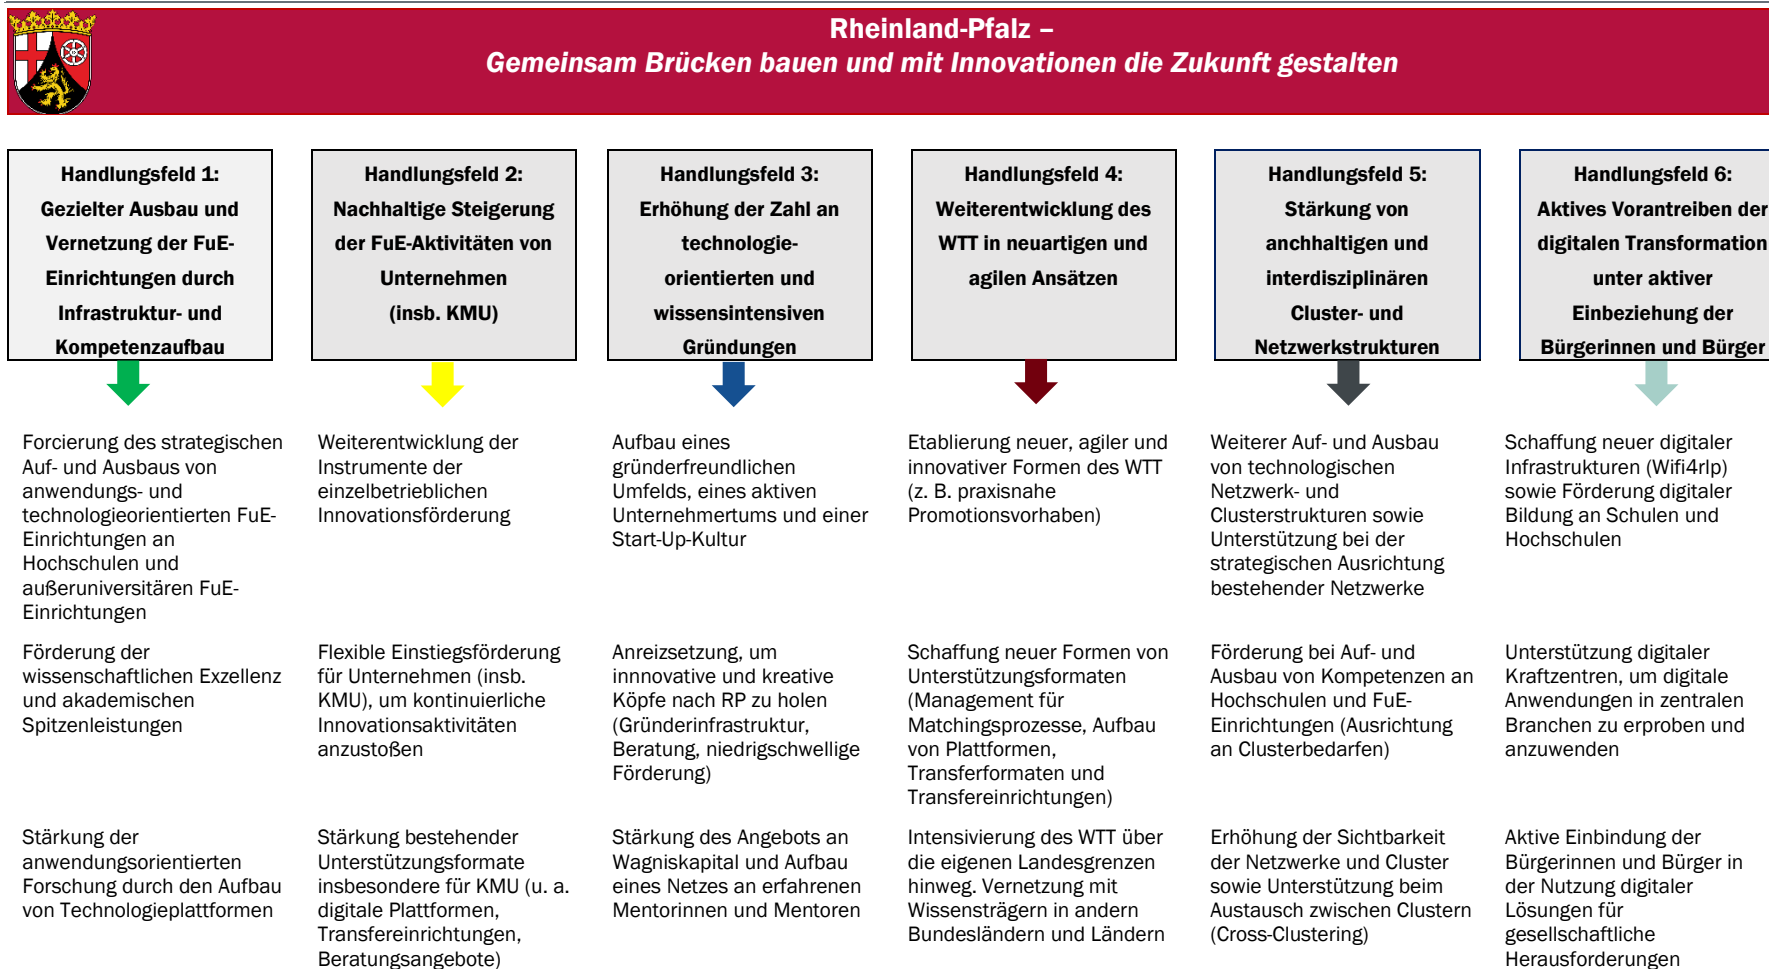 Rheinland-Pfalz –
Gemeinsam Brücken bauen und mit Innovationen die Zukunft gestalten
Handlungsfeld 1:
Gezielter Ausbau und
Vernetzung der FuE-
Einrichtungen durch
Infrastruktur- und
Kompetenzaufbau
Handlungsfeld 2:
Nachhaltige Steigerung
der FuE-Aktivitäten von
Unternehmen
(insb. KMU)
Handlungsfeld 3:
Erhöhung der Zahl an
technologie-
orientierten und
wissensintensiven
Gründungen
Handlungsfeld 4:
Weiterentwicklung des
WTT in neuartigen und
agilen Ansätzen
Handlungsfeld 5:
Stärkung von
anchhaltigen und
interdisziplinären
Cluster- und
Netzwerkstrukturen
Handlungsfeld 6:
Aktives Vorantreiben der
digitalen Transformation
unter aktiver
Einbeziehung der
Bürgerinnen und Bürger
Forcierung des strategischen
Auf- und Ausbaus von
anwendungs- und
technologieorientierten FuE-
Einrichtungen an
Hochschulen und
außeruniversitären FuE-
Einrichtungen
Weiterentwicklung der
Instrumente der
einzelbetrieblichen
Innovationsförderung
Aufbau eines
gründerfreundlichen
Umfelds, eines aktiven
Unternehmertums und einer
Start-Up-Kultur
Etablierung neuer, agiler und
innovativer Formen des WTT
(z. B. praxisnahe
Promotionsvorhaben)
Weiterer Auf- und Ausbau
von technologischen
Netzwerk- und
Clusterstrukturen sowie
Unterstützung bei der
strategischen Ausrichtung
bestehender Netzwerke
Schaffung neuer digitaler
Infrastrukturen (Wifi4rlp)
sowie Förderung digitaler
Bildung an Schulen und
Hochschulen
Förderung der
wissenschaftlichen Exzellenz
und akademischen
Spitzenleistungen
Flexible Einstiegsförderung
für Unternehmen (insb.
KMU), um kontinuierliche
Innovationsaktivitäten
anzustoßen
Anreizsetzung, um
innnovative und kreative
Köpfe nach RP zu holen
(Gründerinfrastruktur,
Beratung, niedrigschwellige
Förderung)
Schaffung neuer Formen von
Unterstützungsformaten
(Management für
Matchingsprozesse, Aufbau
von Plattformen,
Transferformaten und
Transfereinrichtungen)
Förderung bei Auf- und
Ausbau von Kompetenzen an
Hochschulen und FuE-
Einrichtungen (Ausrichtung
an Clusterbedarfen)
Unterstützung digitaler
Kraftzentren, um digitale
Anwendungen in zentralen
Branchen zu erproben und
anzuwenden
Stärkung der
anwendungsorientierten
Forschung durch den Aufbau
von Technologieplattformen
Stärkung bestehender
Unterstützungsformate
insbesondere für KMU (u. a.
digitale Plattformen,
Transfereinrichtungen,
Beratungsangebote)
Stärkung des Angebots an
Wagniskapital und Aufbau
eines Netzes an erfahrenen
Mentorinnen und Mentoren
Intensivierung des WTT über
die eigenen Landesgrenzen
hinweg. Vernetzung mit
Wissensträgern in andern
Bundesländern und Ländern
Erhöhung der Sichtbarkeit
der Netzwerke und Cluster
sowie Unterstützung beim
Austausch zwischen Clustern
(Cross-Clustering)
Aktive Einbindung der
Bürgerinnen und Bürger in
der Nutzung digitaler
Lösungen für
gesellschaftliche
Herausforderungen